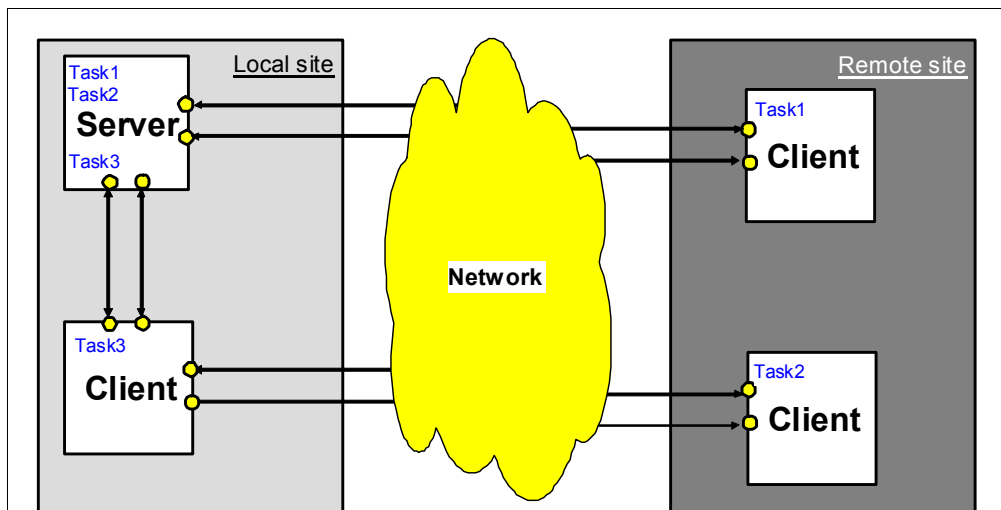 Local site
Task1
Task2
Server
Task3
Task3
Client
Network
Remote site
Task1
Client
Task2
Client